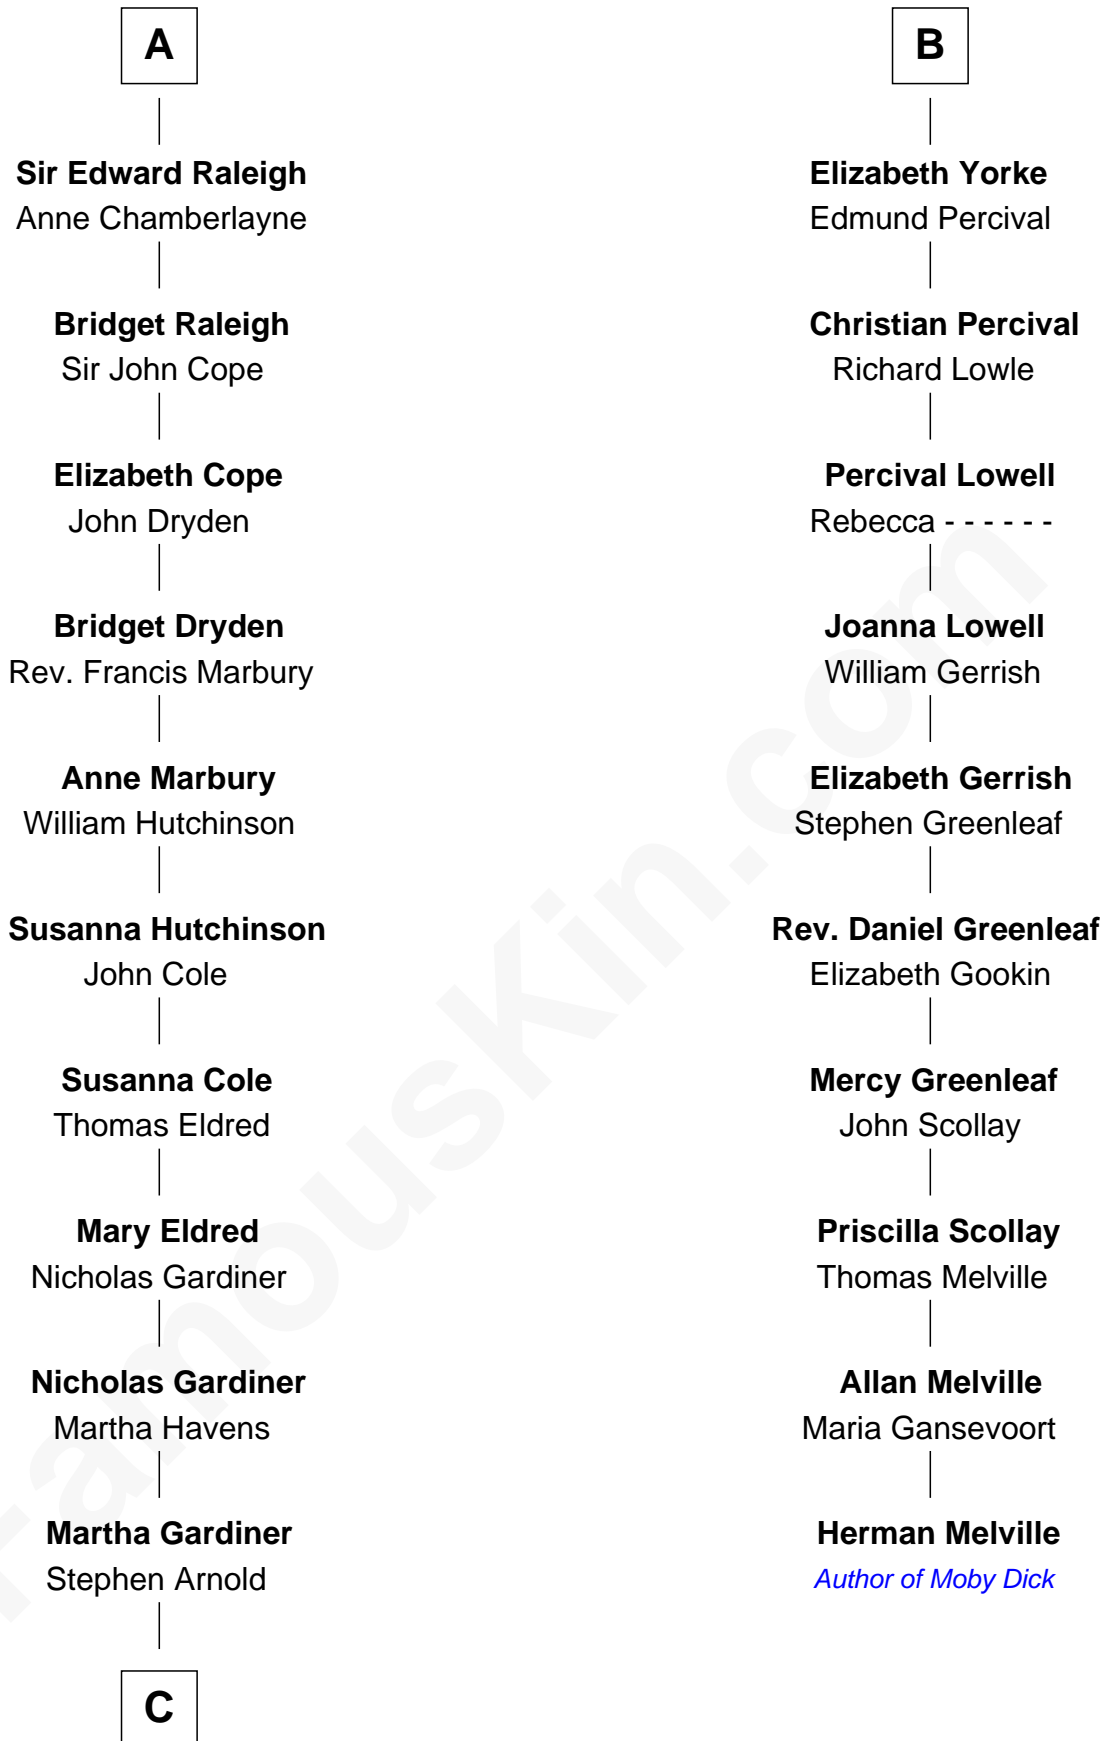 A
Sir Edward Raleigh
Anne Chamberlayne
Bridget Raleigh
Sir John Cope
Elizabeth Cope
John Dryden
Bridget Dryden
Rev. Francis Marbury
Anne Marbury
William Hutchinson
Susanna Hutchinson
John Cole
Susanna Cole
Thomas Eldred
Mary Eldred
Nicholas Gardiner
Nicholas Gardiner
Martha Havens
Martha Gardiner
Stephen Arnold
C
B
Elizabeth Yorke
Edmund Percival
Christian Percival
Richard Lowle
Percival Lowell
Rebecca - - - - - -
Joanna Lowell
William Gerrish
Elizabeth Gerrish
Stephen Greenleaf
Rev. Daniel Greenleaf
Elizabeth Gookin
Mercy Greenleaf
John Scollay
Priscilla Scollay
Thomas Melville
Allan Melville
Maria Gansevoort
Herman Melville
Author of Moby Dick
FamousKin.com